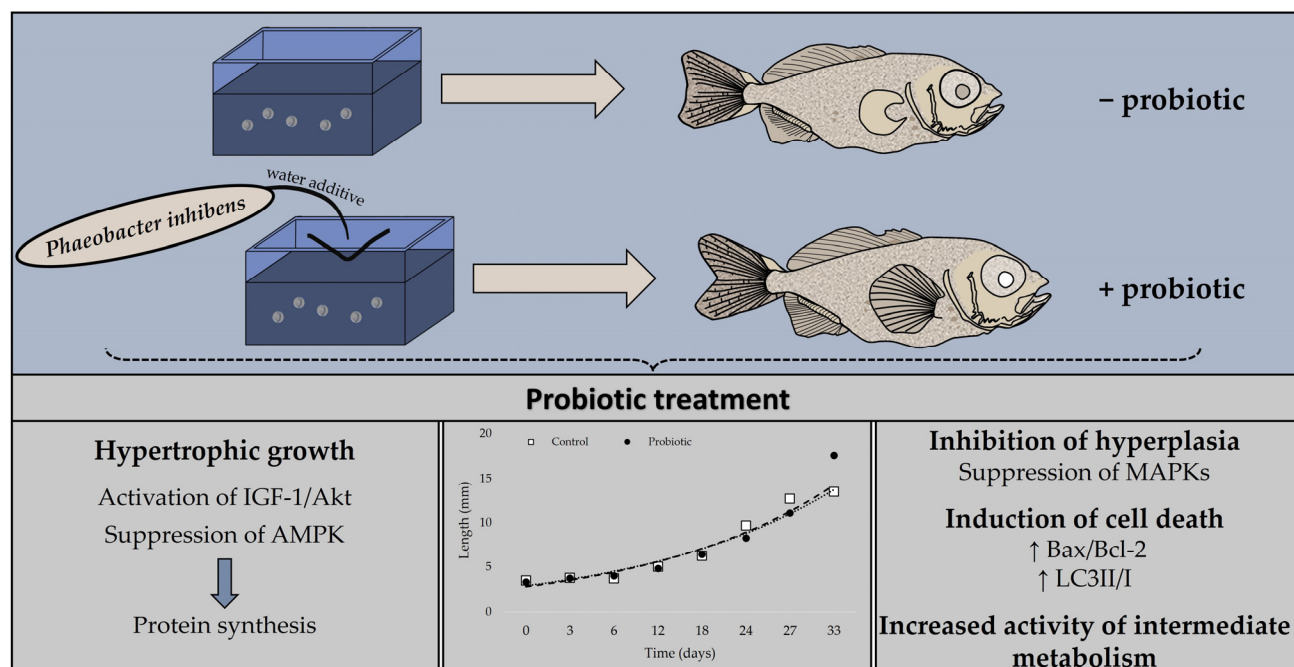 − probiotic
water additive
Phaeobacter inhibens
+ probiotic
Probiotic treatment
Hypertrophic growth
Activation of IGF-1/Akt
Suppression of AMPK
Protein synthesis
Control
Probiotic
Length (mm)
20
15
10
5
0
0 3 6 12 18 24 27 33
Time (days)
Inhibition of hyperplasia
Suppression of MAPKs
Induction of cell death
↑ Bax/Bcl-2
↑ LC3II/I
Increased activity of intermediate
metabolism